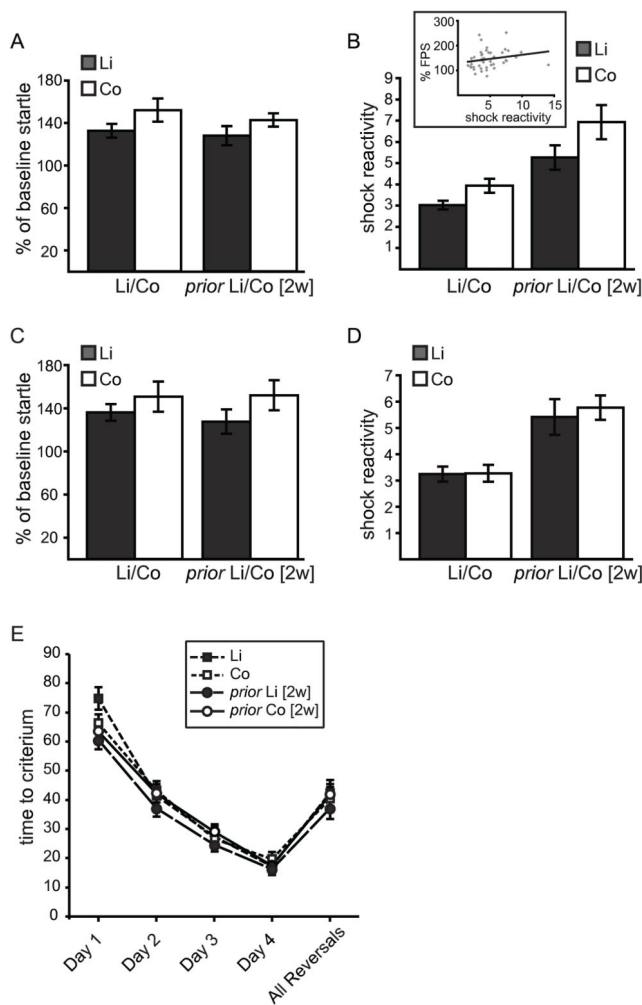 A
Li
Co
% of baseline startle
180
140
100
60
20
Li/Co
prior Li/Co [2w]
B
Li
Co
% FPS
300
200
100
5
10
15
shock reactivity
shock reactivity
9
8
7
6
5
4
3
2
1
Li/Co
prior Li/Co [2w]
C
Li
Co
% of baseline startle
180
140
100
60
20
Li/Co
prior Li/Co [2w]
D
Li
Co
shock reactivity
7
6
5
4
3
2
1
Li/Co
prior Li/Co [2w]
E
Li
Co
prior Li [2w]
prior Co [2w]
time to criterium
90
80
70
60
50
40
30
20
10
0
Day 1
Day 2
Day 3
Day 4
All Reversals